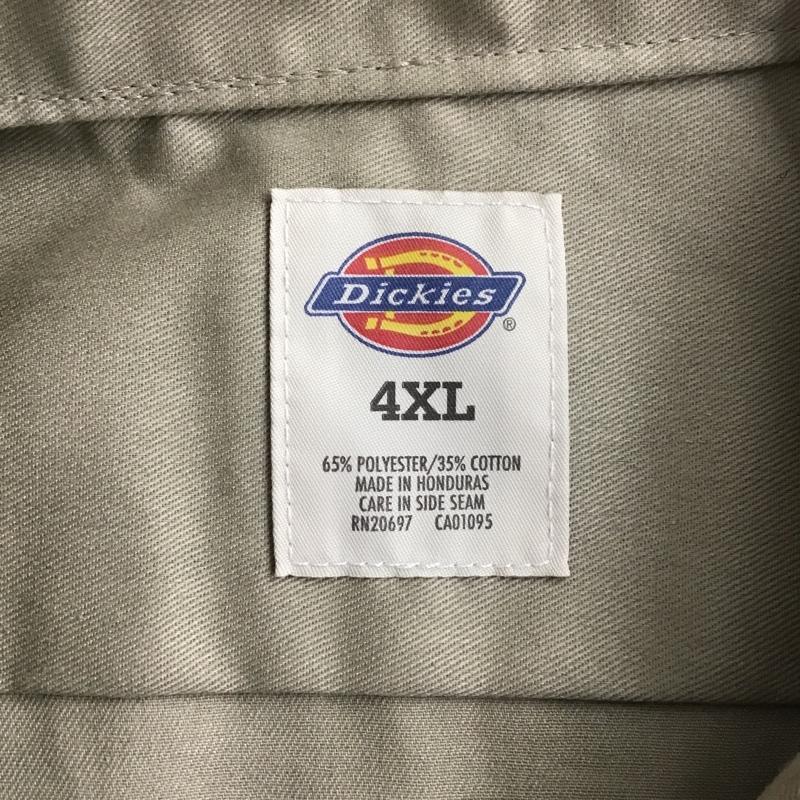 Dickies
®
4XL
65% POLYESTER/35% COTTON
MADE IN HONDURAS
CARE IN SIDE SEAM
RN20697 CA01095